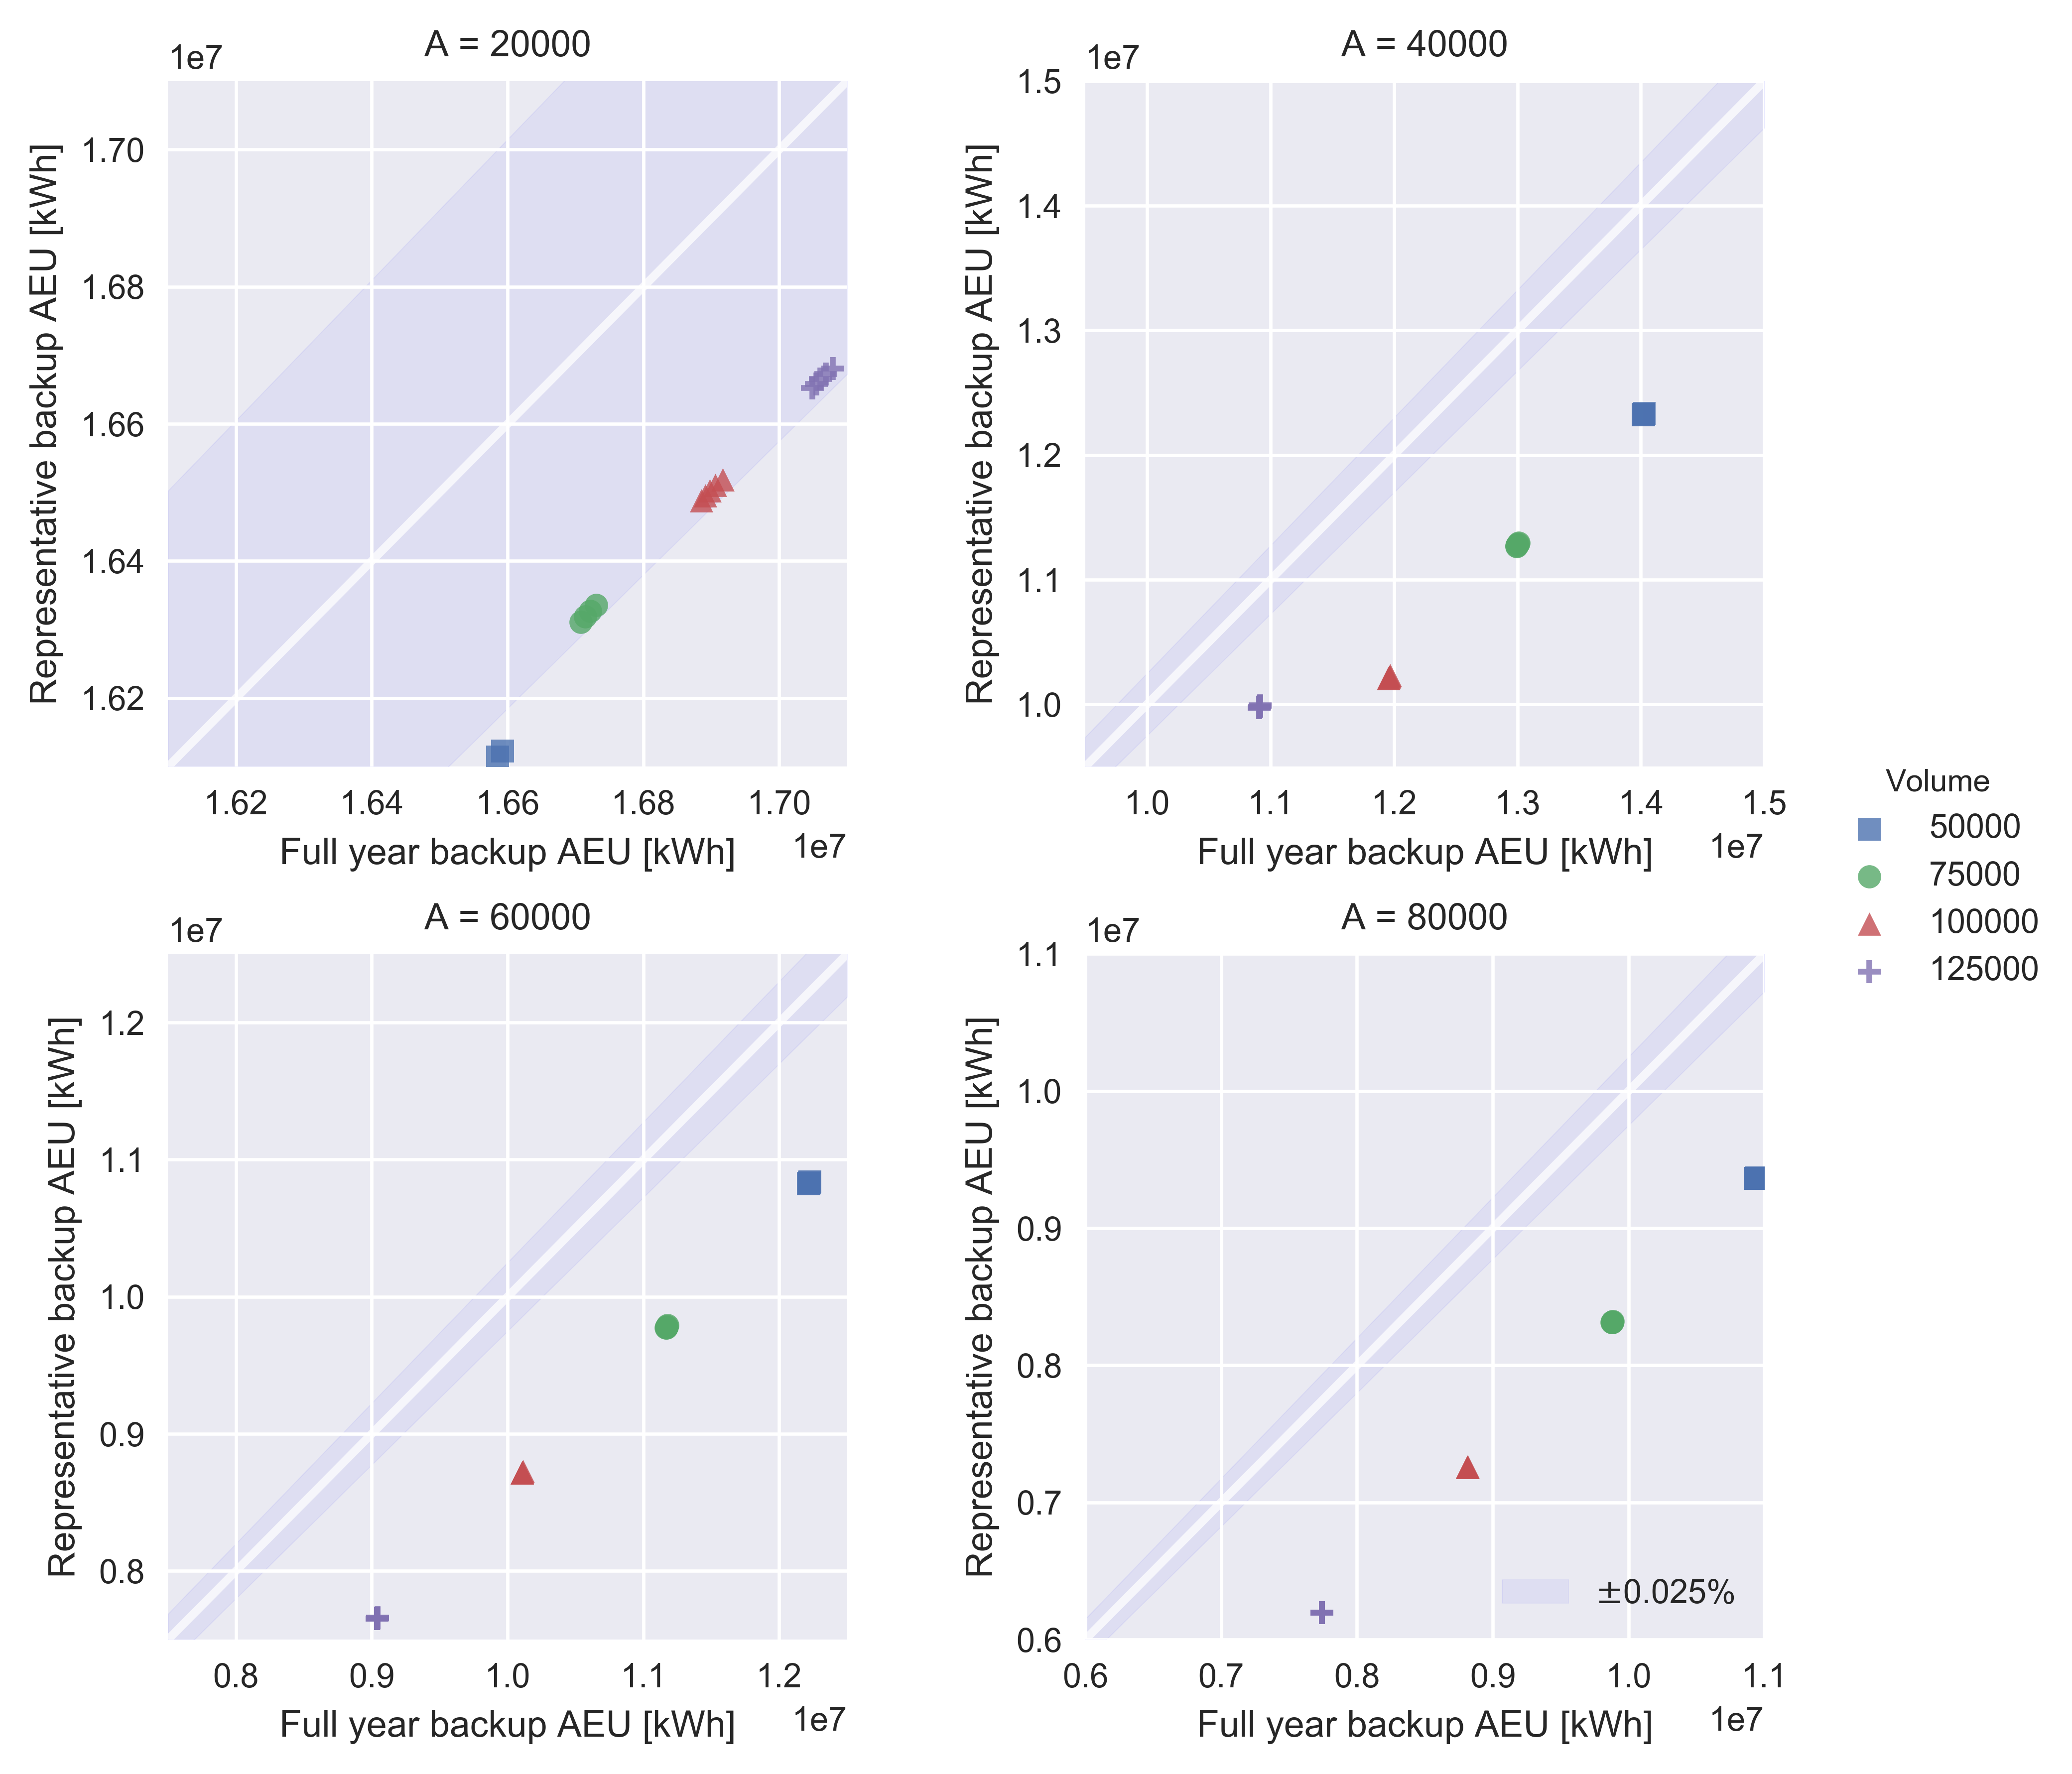 A = 20000
1e7
Representative backup AEU [kWh]
1.70
1.68
1.66
1.64
1.62
1.62 1.64 1.66 1.68 1.70
Full year backup AEU [kWh]
1e7
A = 40000
1e7
Representative backup AEU [kWh]
1.5
1.4
1.3
1.2
1.1
1.0
1.0 1.1 1.2 1.3 1.4 1.5
Full year backup AEU [kWh]
1e7
A = 60000
1e7
Representative backup AEU [kWh]
1.2
1.1
1.0
0.9
0.8
0.8 0.9 1.0 1.1 1.2
Full year backup AEU [kWh]
1e7
A = 80000
1e7
Representative backup AEU [kWh]
1.1
1.0
0.9
0.8
0.7
0.6
±0.025%
0.6 0.7 0.8 0.9 1.0 1.1
Full year backup AEU [kWh]
1e7
Volume
50000
75000
100000
125000